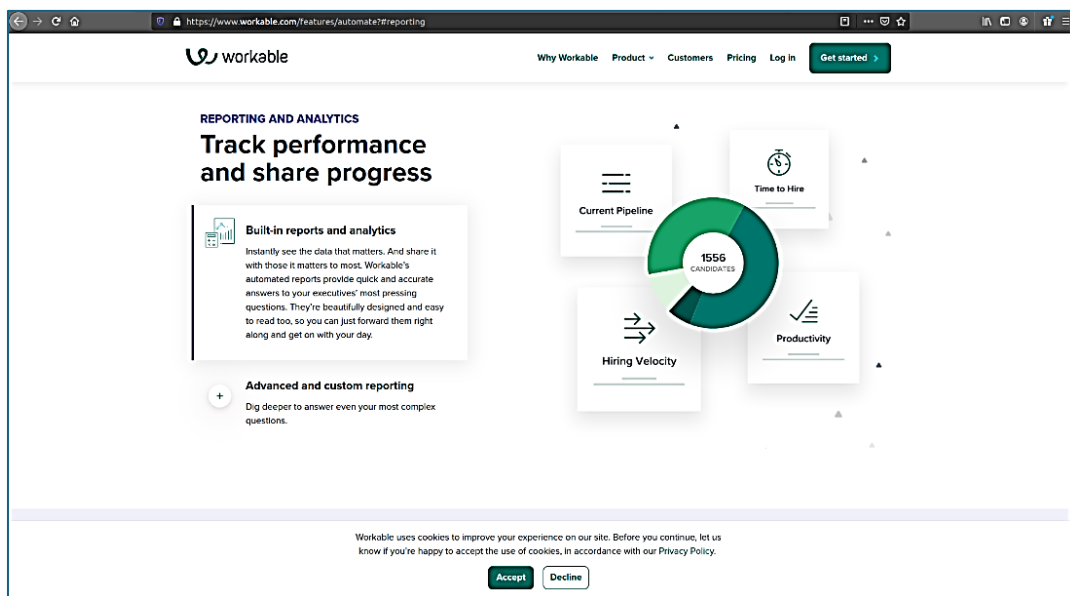 https://www.workable.com/features/automate?#reporting
workable
Why Workable Product Customers Pricing Log in Get started
REPORTING AND ANALYTICS
Track performance
and share progress
Built-in reports and analytics
Instantly see the data that matters. And share it
with those it matters to most. Workable's
automated reports provide quick and accurate
answers to your executives' most pressing
questions. They're beautifully designed and easy
to read too, so you can just forward them right
along and get on with your day.
Advanced and custom reporting
Dig deeper to answer even your most complex
questions.
Current Pipeline
Time to Hire
1556
CANDIDATES
Hiring Velocity
Productivity
Workable uses cookies to improve your experience on our site. Before you continue, let us
know if you're happy to accept the use of cookies, in accordance with our Privacy Policy.
Accept Decline